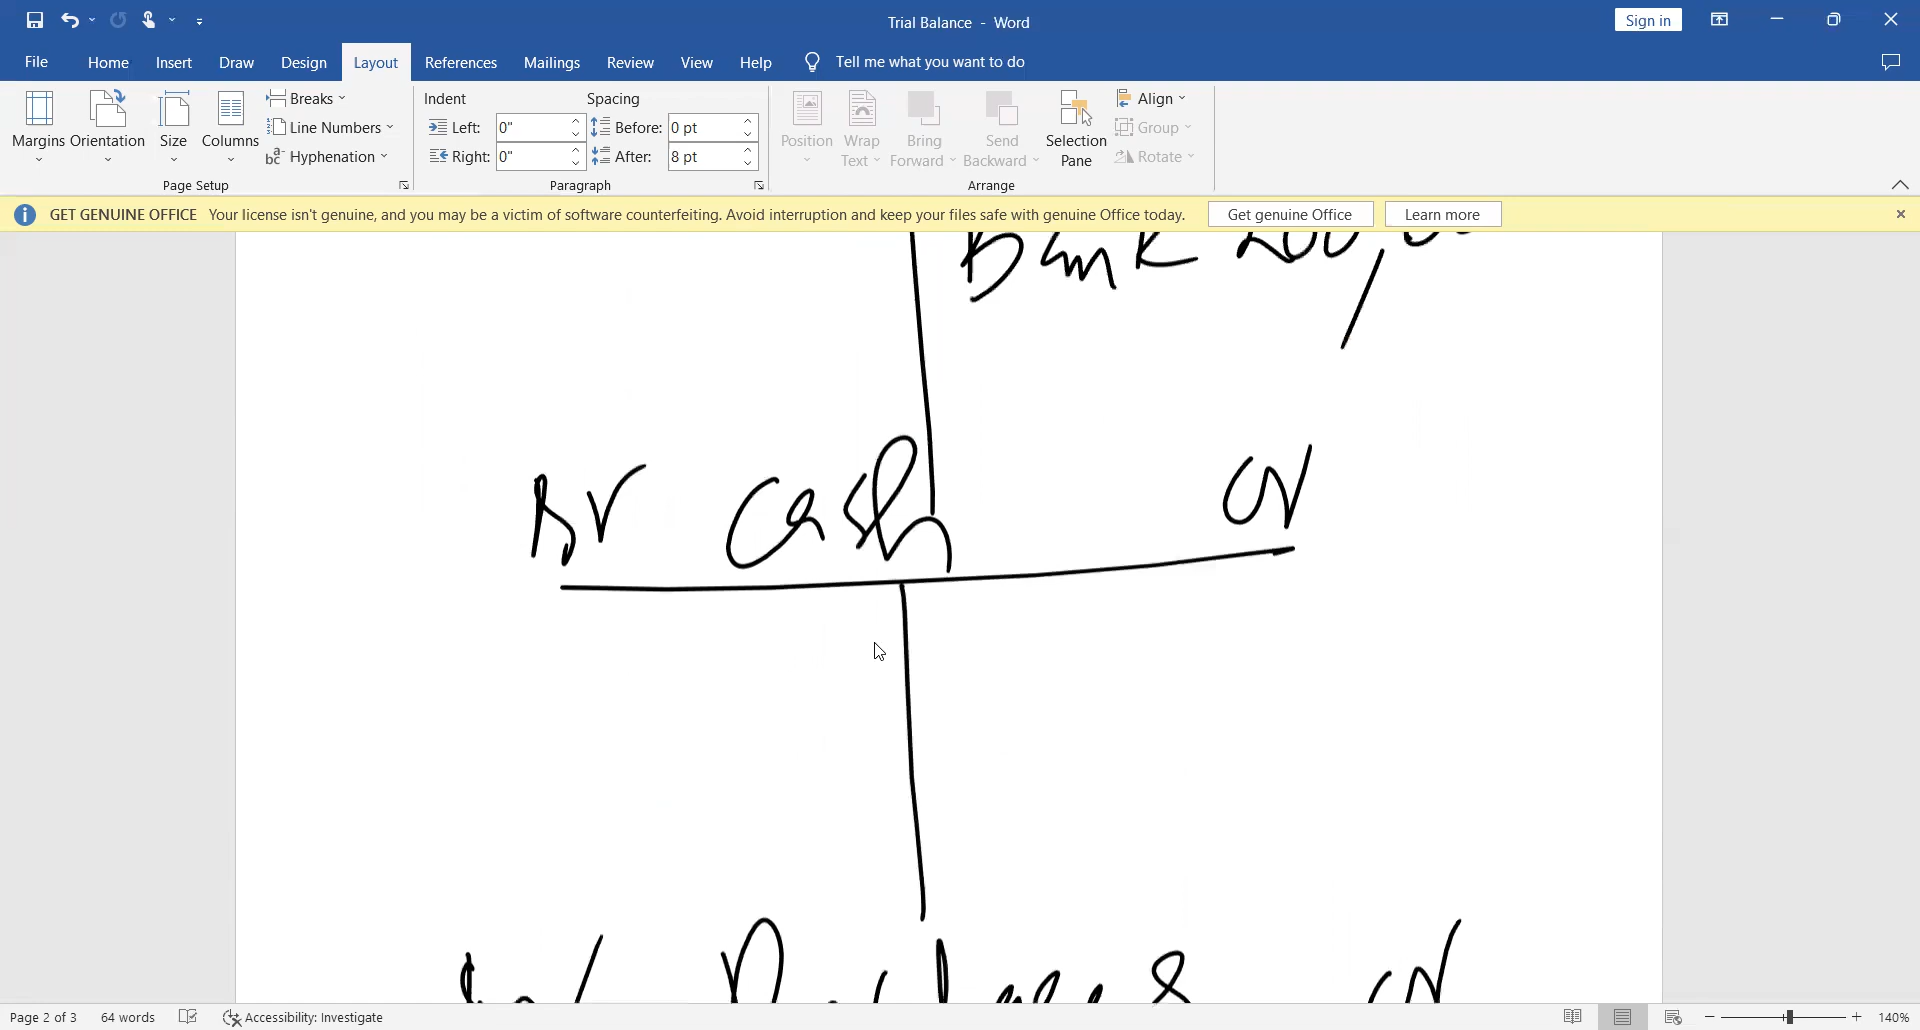 Trial Balance - Word
Sign in
File Home Insert Draw Design Layout References Mailings Review View Help Tell me what you want to do
Margins Orientation Size Columns
Breaks
Line Numbers
Hyphenation
Page Setup
Indent Spacing
Left: 0" Before: 0 pt
Right: 0" After: 8 pt
Paragraph
Position Wrap Text Bring Forward Send Backward Selection Pane
Align
Group
Rotate
Arrange
GET GENUINE OFFICE Your license isn't genuine, and you may be a victim of software counterfeiting. Avoid interruption and keep your files safe with genuine Office today. Get genuine Office Learn more
Bank 200,
Dr Cash Cr
Dr Purchases Cr
Page 2 of 3 64 words Accessibility: Investigate 140%